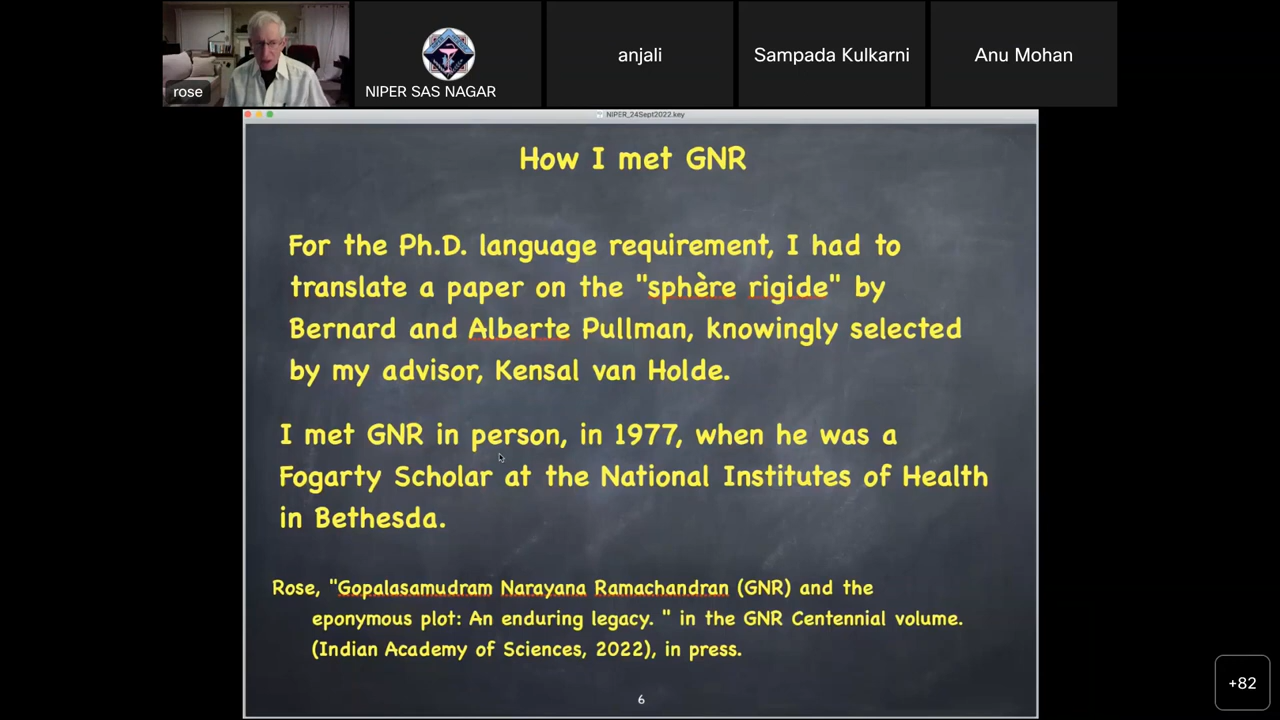 rose
NIPER SAS NAGAR
anjali
Sampada Kulkarni
Anu Mohan
NIPER_24Sept2022.key
How I met GNR
For the Ph.D. language requirement, I had to
translate a paper on the "sphère rigide" by
Bernard and Alberte Pullman, knowingly selected
by my advisor, Kensal van Holde.
I met GNR in person, in 1977, when he was a
Fogarty Scholar at the National Institutes of Health
in Bethesda.
Rose, "Gopalasamudram Narayana Ramachandran (GNR) and the
eponymous plot: An enduring legacy. " in the GNR Centennial volume.
(Indian Academy of Sciences, 2022), in press.
6
+82